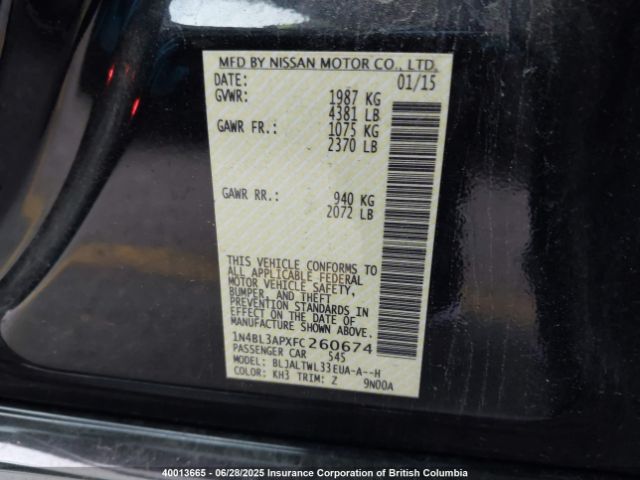 MFD BY NISSAN MOTOR CO., LTD.
DATE: 01/15
GVWR: 1987 KG
4381 LB
GAWR FR.: 1075 KG
2370 LB
GAWR RR.: 940 KG
2072 LB
THIS VEHICLE CONFORMS TO
ALL APPLICABLE FEDERAL
MOTOR VEHICLE SAFETY,
BUMPER, AND THEFT
PREVENTION STANDARDS IN
EFFECT ON THE DATE OF
MANUFACTURE SHOWN ABOVE.
1N4BL3APXFC260674
PASSENGER CAR S45
MODEL: BLJALTWL33EUA-A--H
COLOR: KH3 TRIM: Z 9N00A
40013665 - 06/28/2025 Insurance Corporation of British Columbia